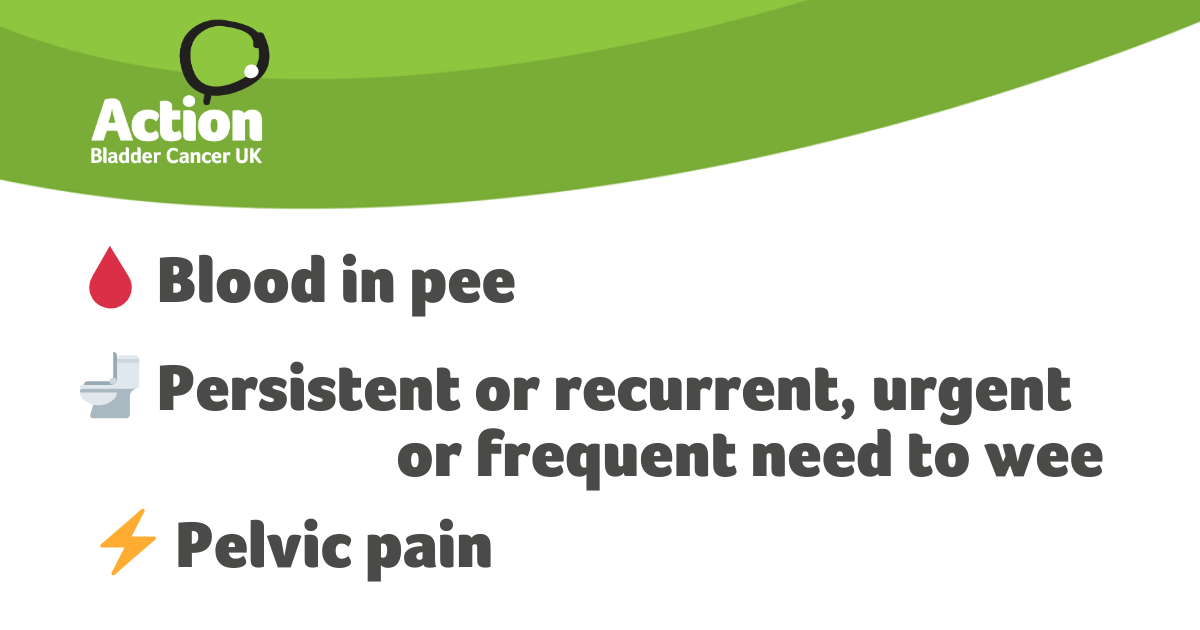 Action
Bladder Cancer UK
Blood in pee
Persistent or recurrent, urgent
or frequent need to wee
Pelvic pain